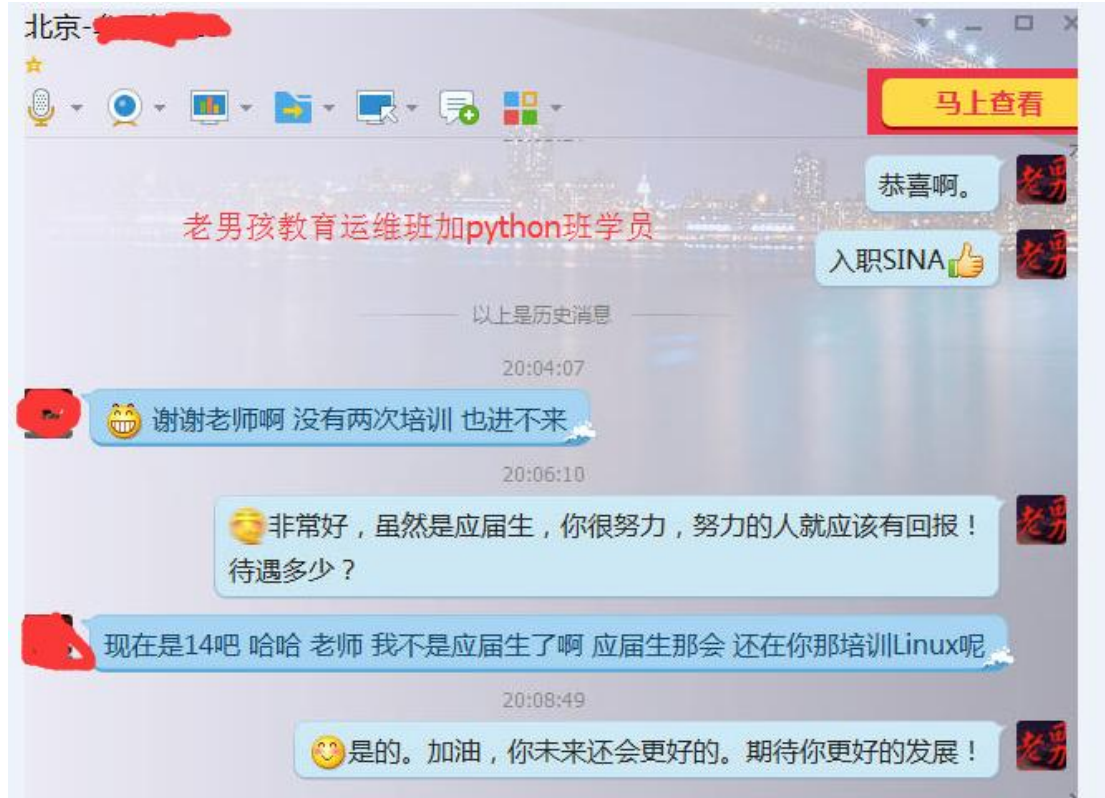 北京-
马上查看
恭喜啊。
老男孩教育运维班加python班学员
入职SINA
以上是历史消息
20:04:07
谢谢老师啊 没有两次培训 也进不来
20:06:10
非常好，虽然是应届生，你很努力，努力的人就应该有回报！
待遇多少？
现在是14吧 哈哈 老师 我不是应届生了啊 应届生那会 还在你那培训Linux呢
20:08:49
是的。加油，你未来还会更好的。期待你更好的发展！